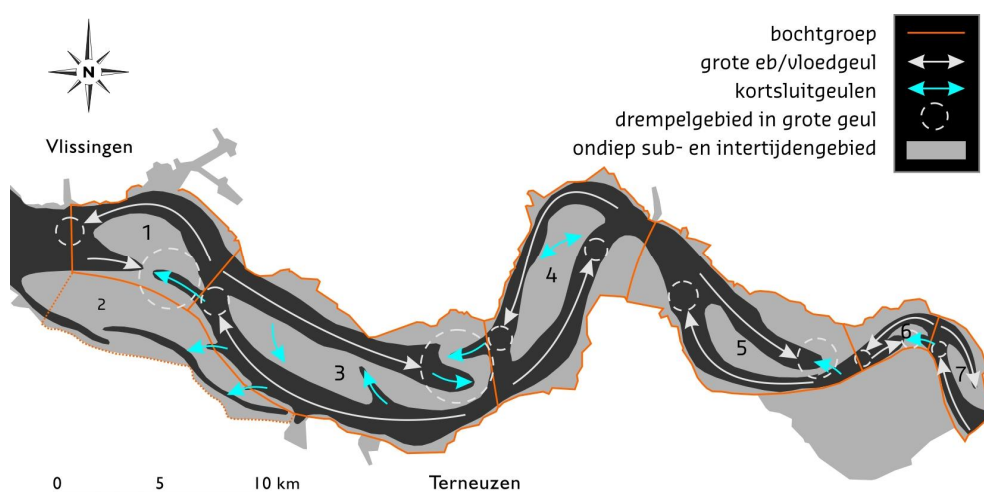 bochtgroep
grote eb/vloedgeul
kortsluitgeulen
drempelgebied in grote geul
ondiep sub- en intertijdengebied
N
Vlissingen
1
2
3
4
5
6
7
0 5 10 km
Terneuzen